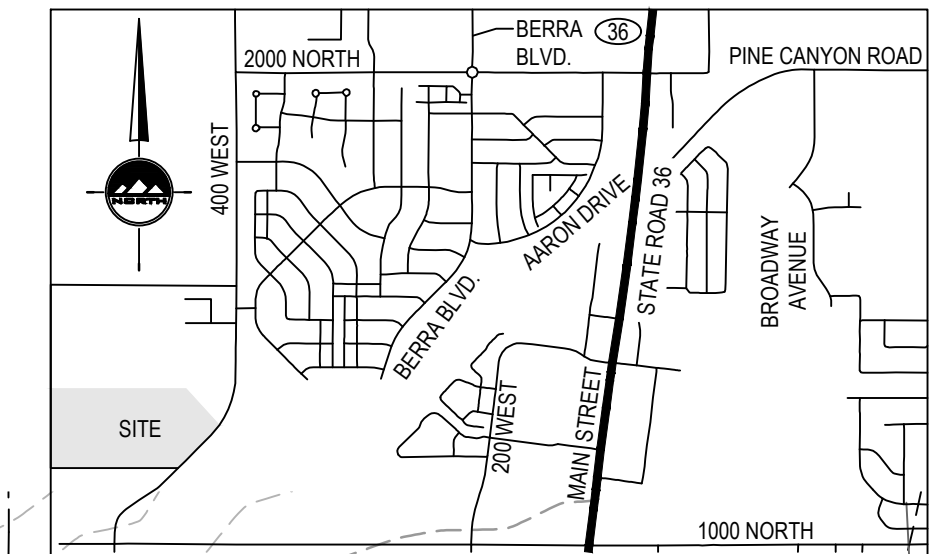 BERRA
BLVD.
36
2000 NORTH
PINE CANYON ROAD
400 WEST
NORTH
AARON DRIVE
STATE ROAD 36
BROADWAY
AVENUE
BERRA BLVD.
SITE
200 WEST
MAIN STREET
1000 NORTH